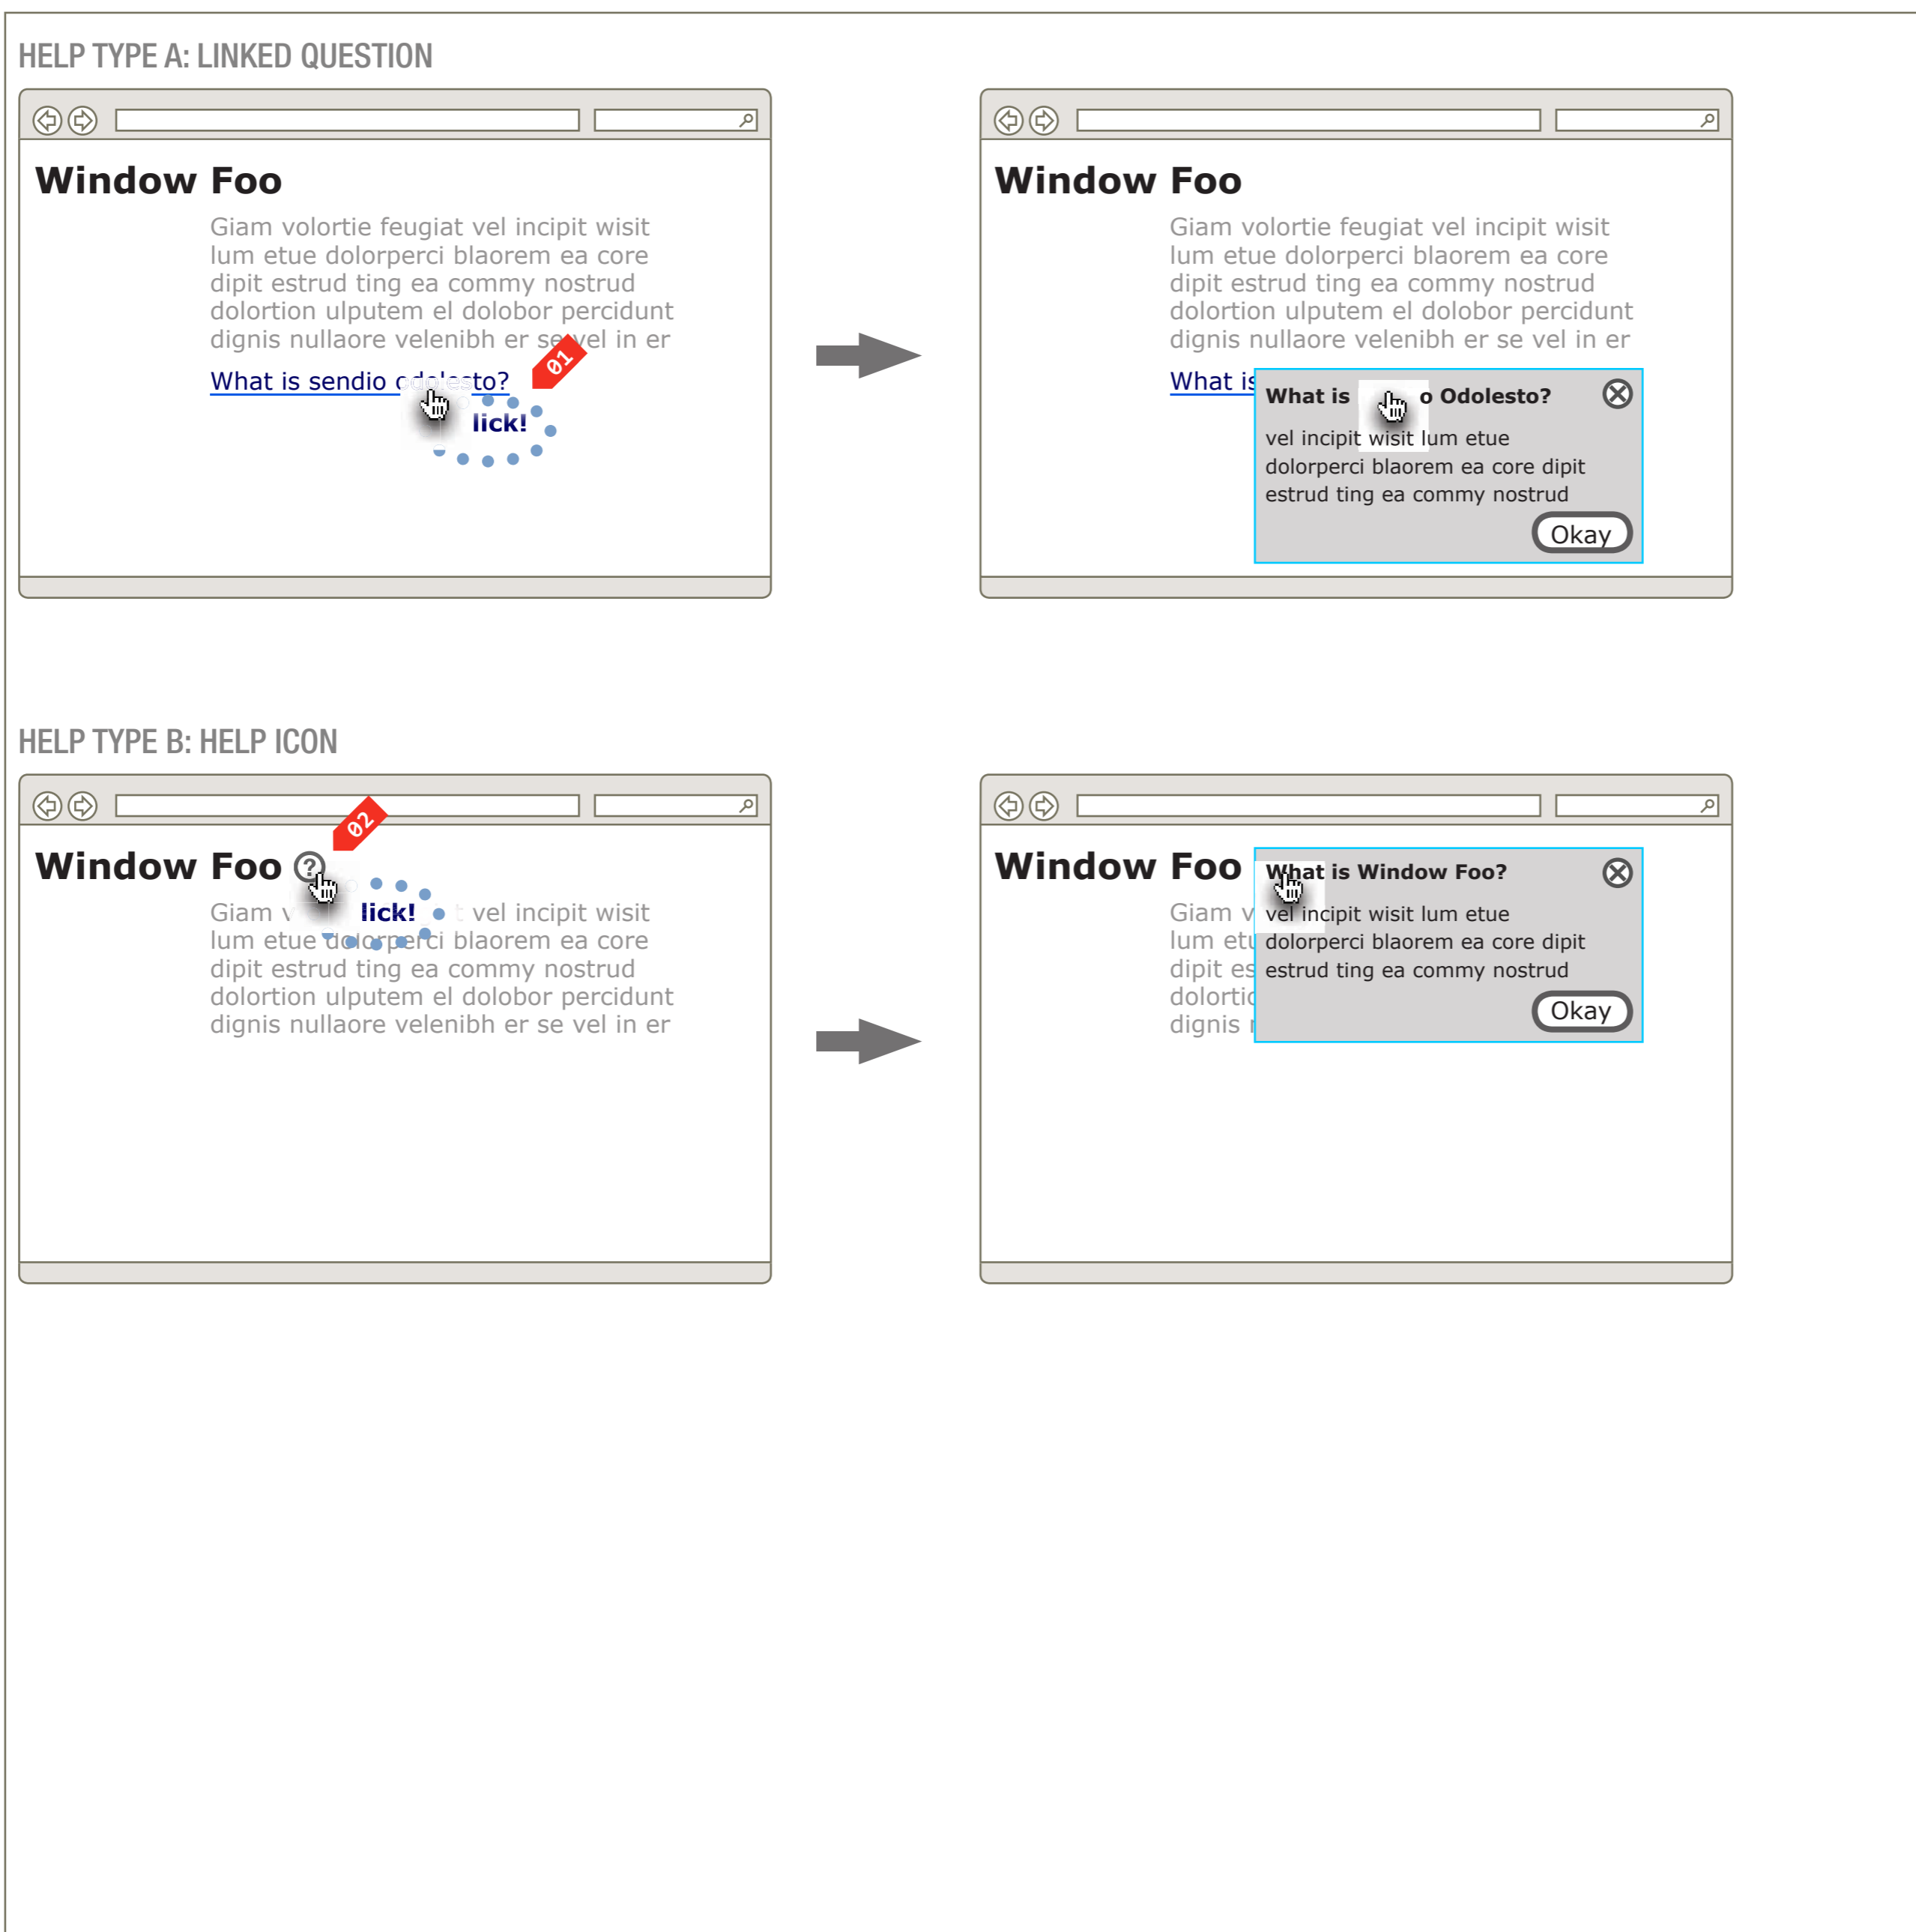 HELP TYPE A: LINKED QUESTION
Window Foo
Giam volortie feugiat vel incipit wisit
lum etue dolorperci blaorem ea core
dipit estrud ting ea commy nostrud
dolortion ulputem el dolobor percidunt
dignis nullaore velenibh er se vel in er
01
What is sendio odolesto?
lick!
Window Foo
Giam volortie feugiat vel incipit wisit
lum etue dolorperci blaorem ea core
dipit estrud ting ea commy nostrud
dolortion ulputem el dolobor percidunt
dignis nullaore velenibh er se vel in er
What is
What is o Odolesto?
vel incipit wisit lum etue
dolorperci blaorem ea core dipit
estrud ting ea commy nostrud
Okay
HELP TYPE B: HELP ICON
02
Window Foo ?
Giam v lick! t vel incipit wisit
lum etue dolorperci blaorem ea core
dipit estrud ting ea commy nostrud
dolortion ulputem el dolobor percidunt
dignis nullaore velenibh er se vel in er
Window Foo
Giam v
lum etu
dipit es
dolortio
dignis
What is Window Foo?
vel incipit wisit lum etue
dolorperci blaorem ea core dipit
estrud ting ea commy nostrud
Okay